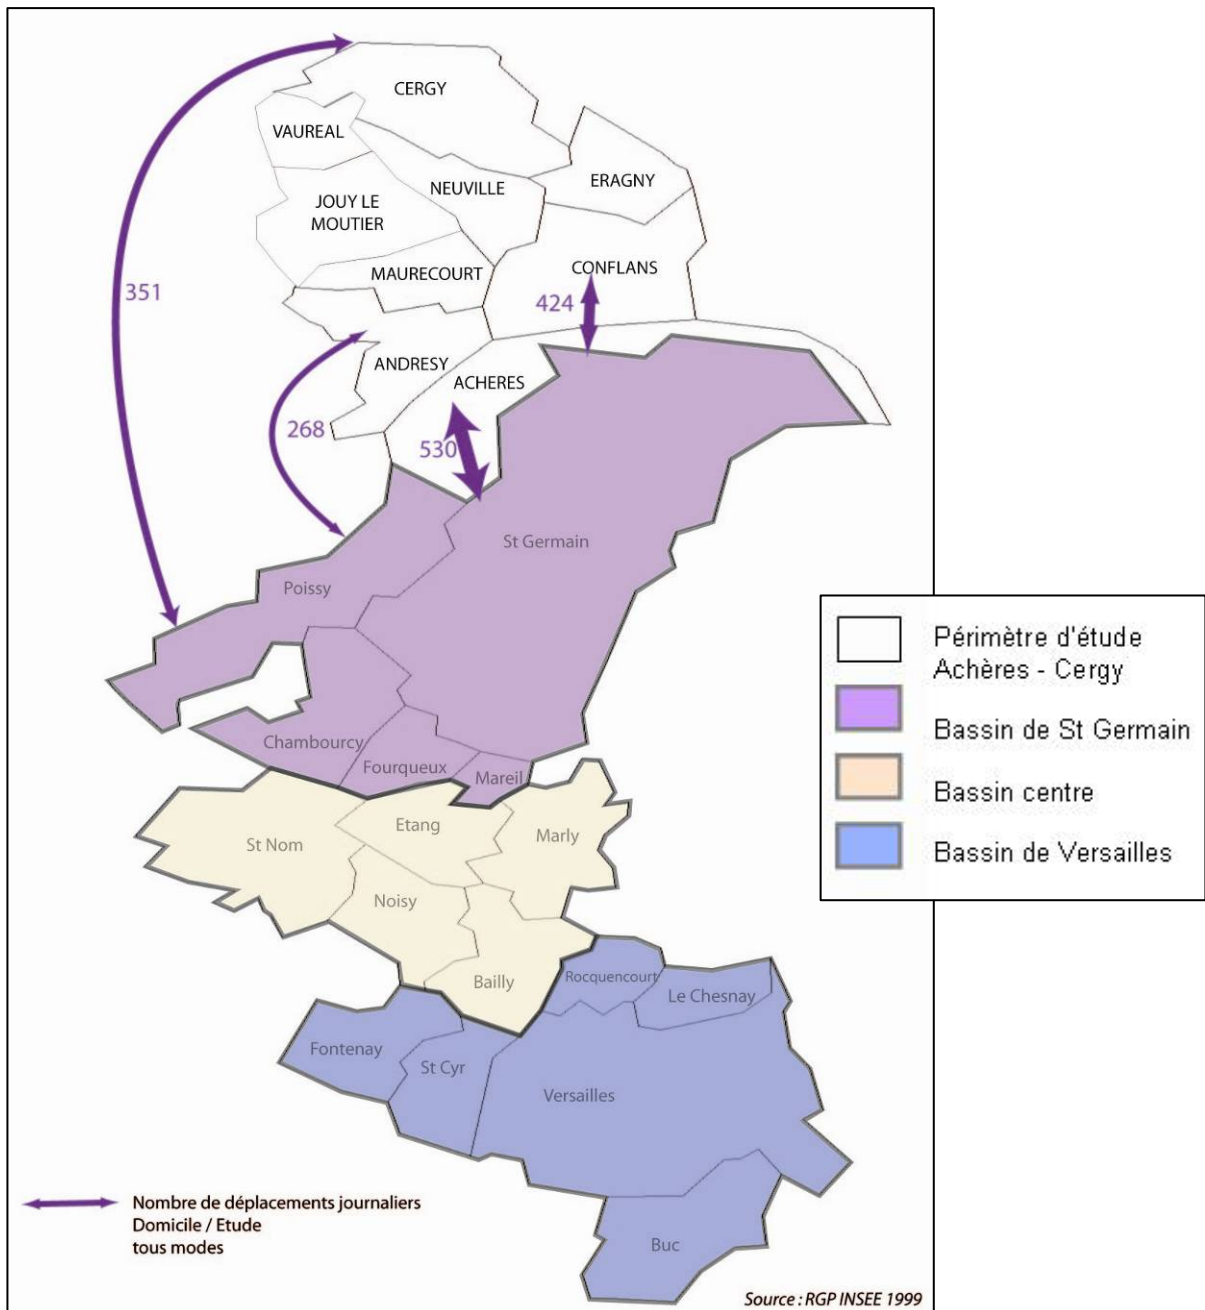 CERGY
VAUREAL
ERAGNY
NEUVILLE
JOUY LE
MOUTIER
MAURECOURT
CONFLANS
351
424
ANDRESY
ACHERES
268
530
St Germain
Poissy
Chambourcy
Fourqueux
Mareil
Etang
Marly
St Nom
Noisy
Bailly
Rocquencourt
Le Chesnay
Fontenay
St Cyr
Versailles
Buc
Périmètre d'étude
Achères - Cergy
Bassin de St Germain
Bassin centre
Bassin de Versailles
Nombre de déplacements journaliers
Domicile / Etude
tous modes
Source : RGP INSEE 1999